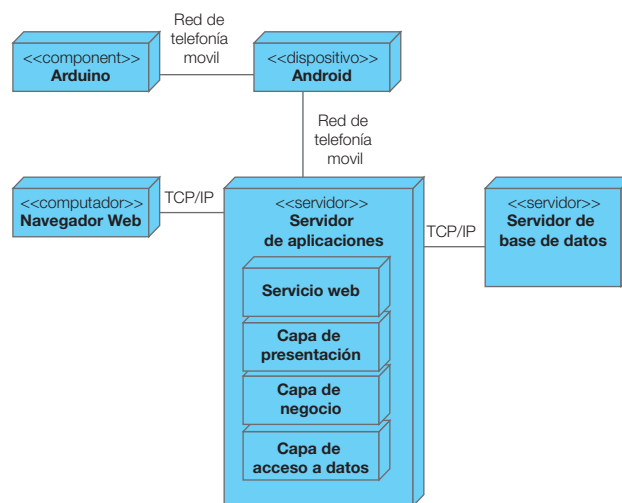 Red de
telefonía
movil
<<component>>
Arduino
<<dispositivo>>
Android
Red de
telefonía
movil
<<computador>>
Navegador Web
TCP/IP
<<servidor>>
Servidor
de aplicaciones
TCP/IP
<<servidor>>
Servidor de
base de datos
Servicio web
Capa de
presentación
Capa de
negocio
Capa de
acceso a datos